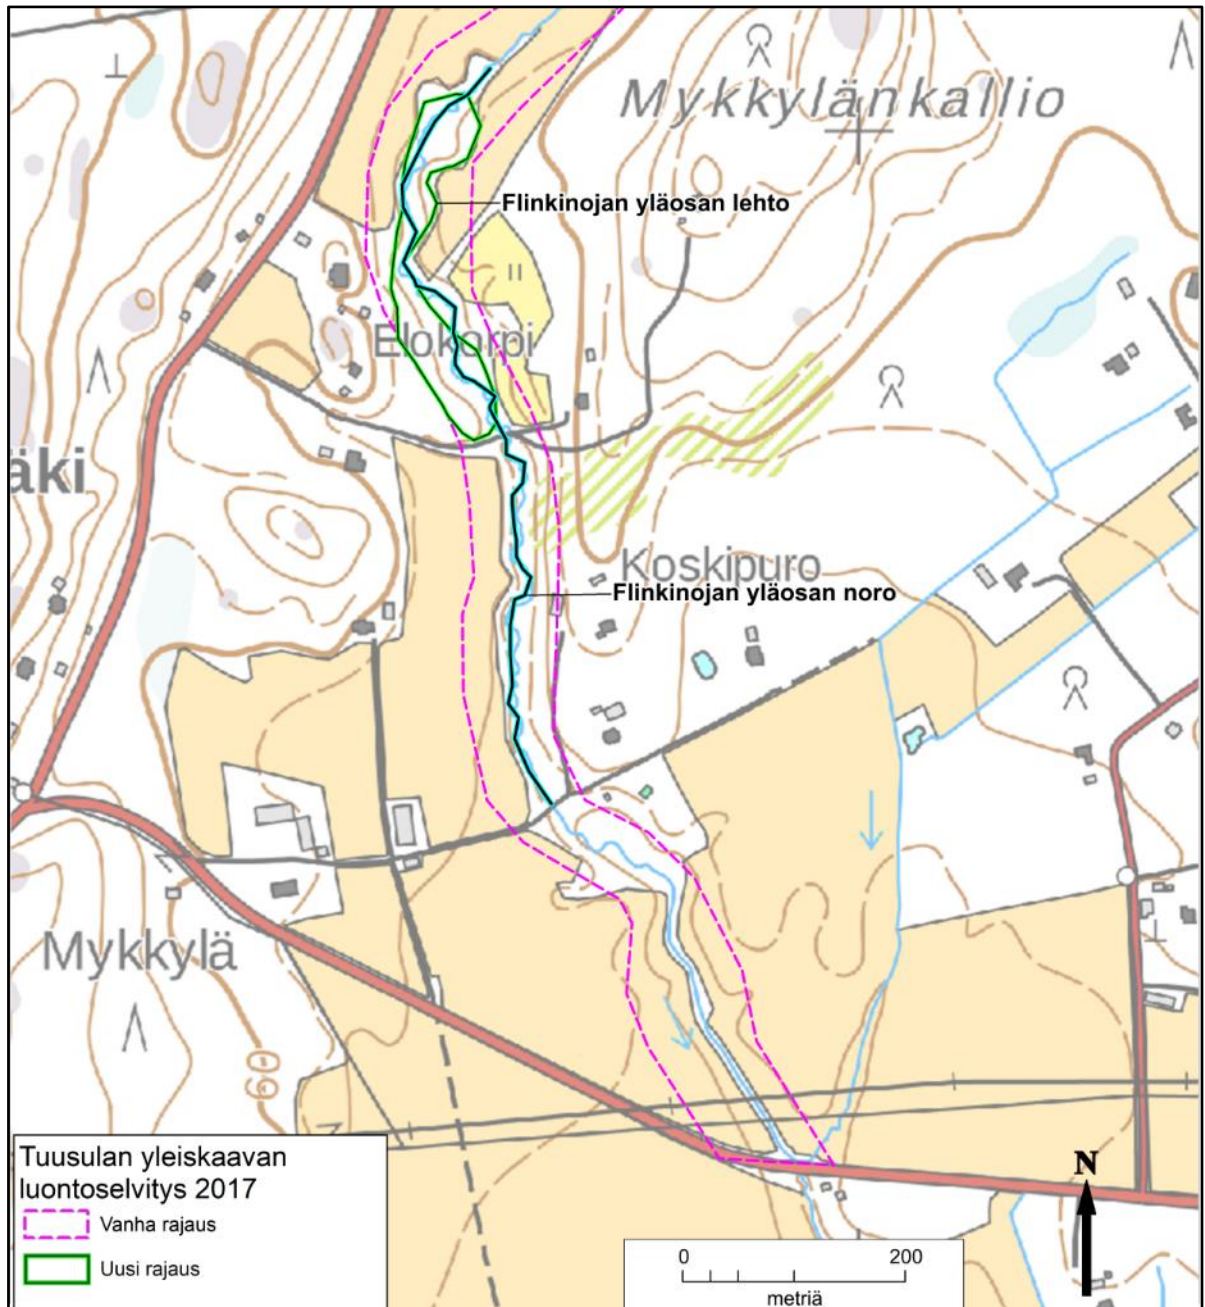 Mykkylänkallio
Flinkinojan yläosan lehto
Elokorpi
äki
Koskipuro
Flinkinojan yläosan noro
Mykkylä
60
Tuusulan yleiskaavan
luontoselvitys 2017
Vanha rajaus
Uusi rajaus
0 200
metriä
N